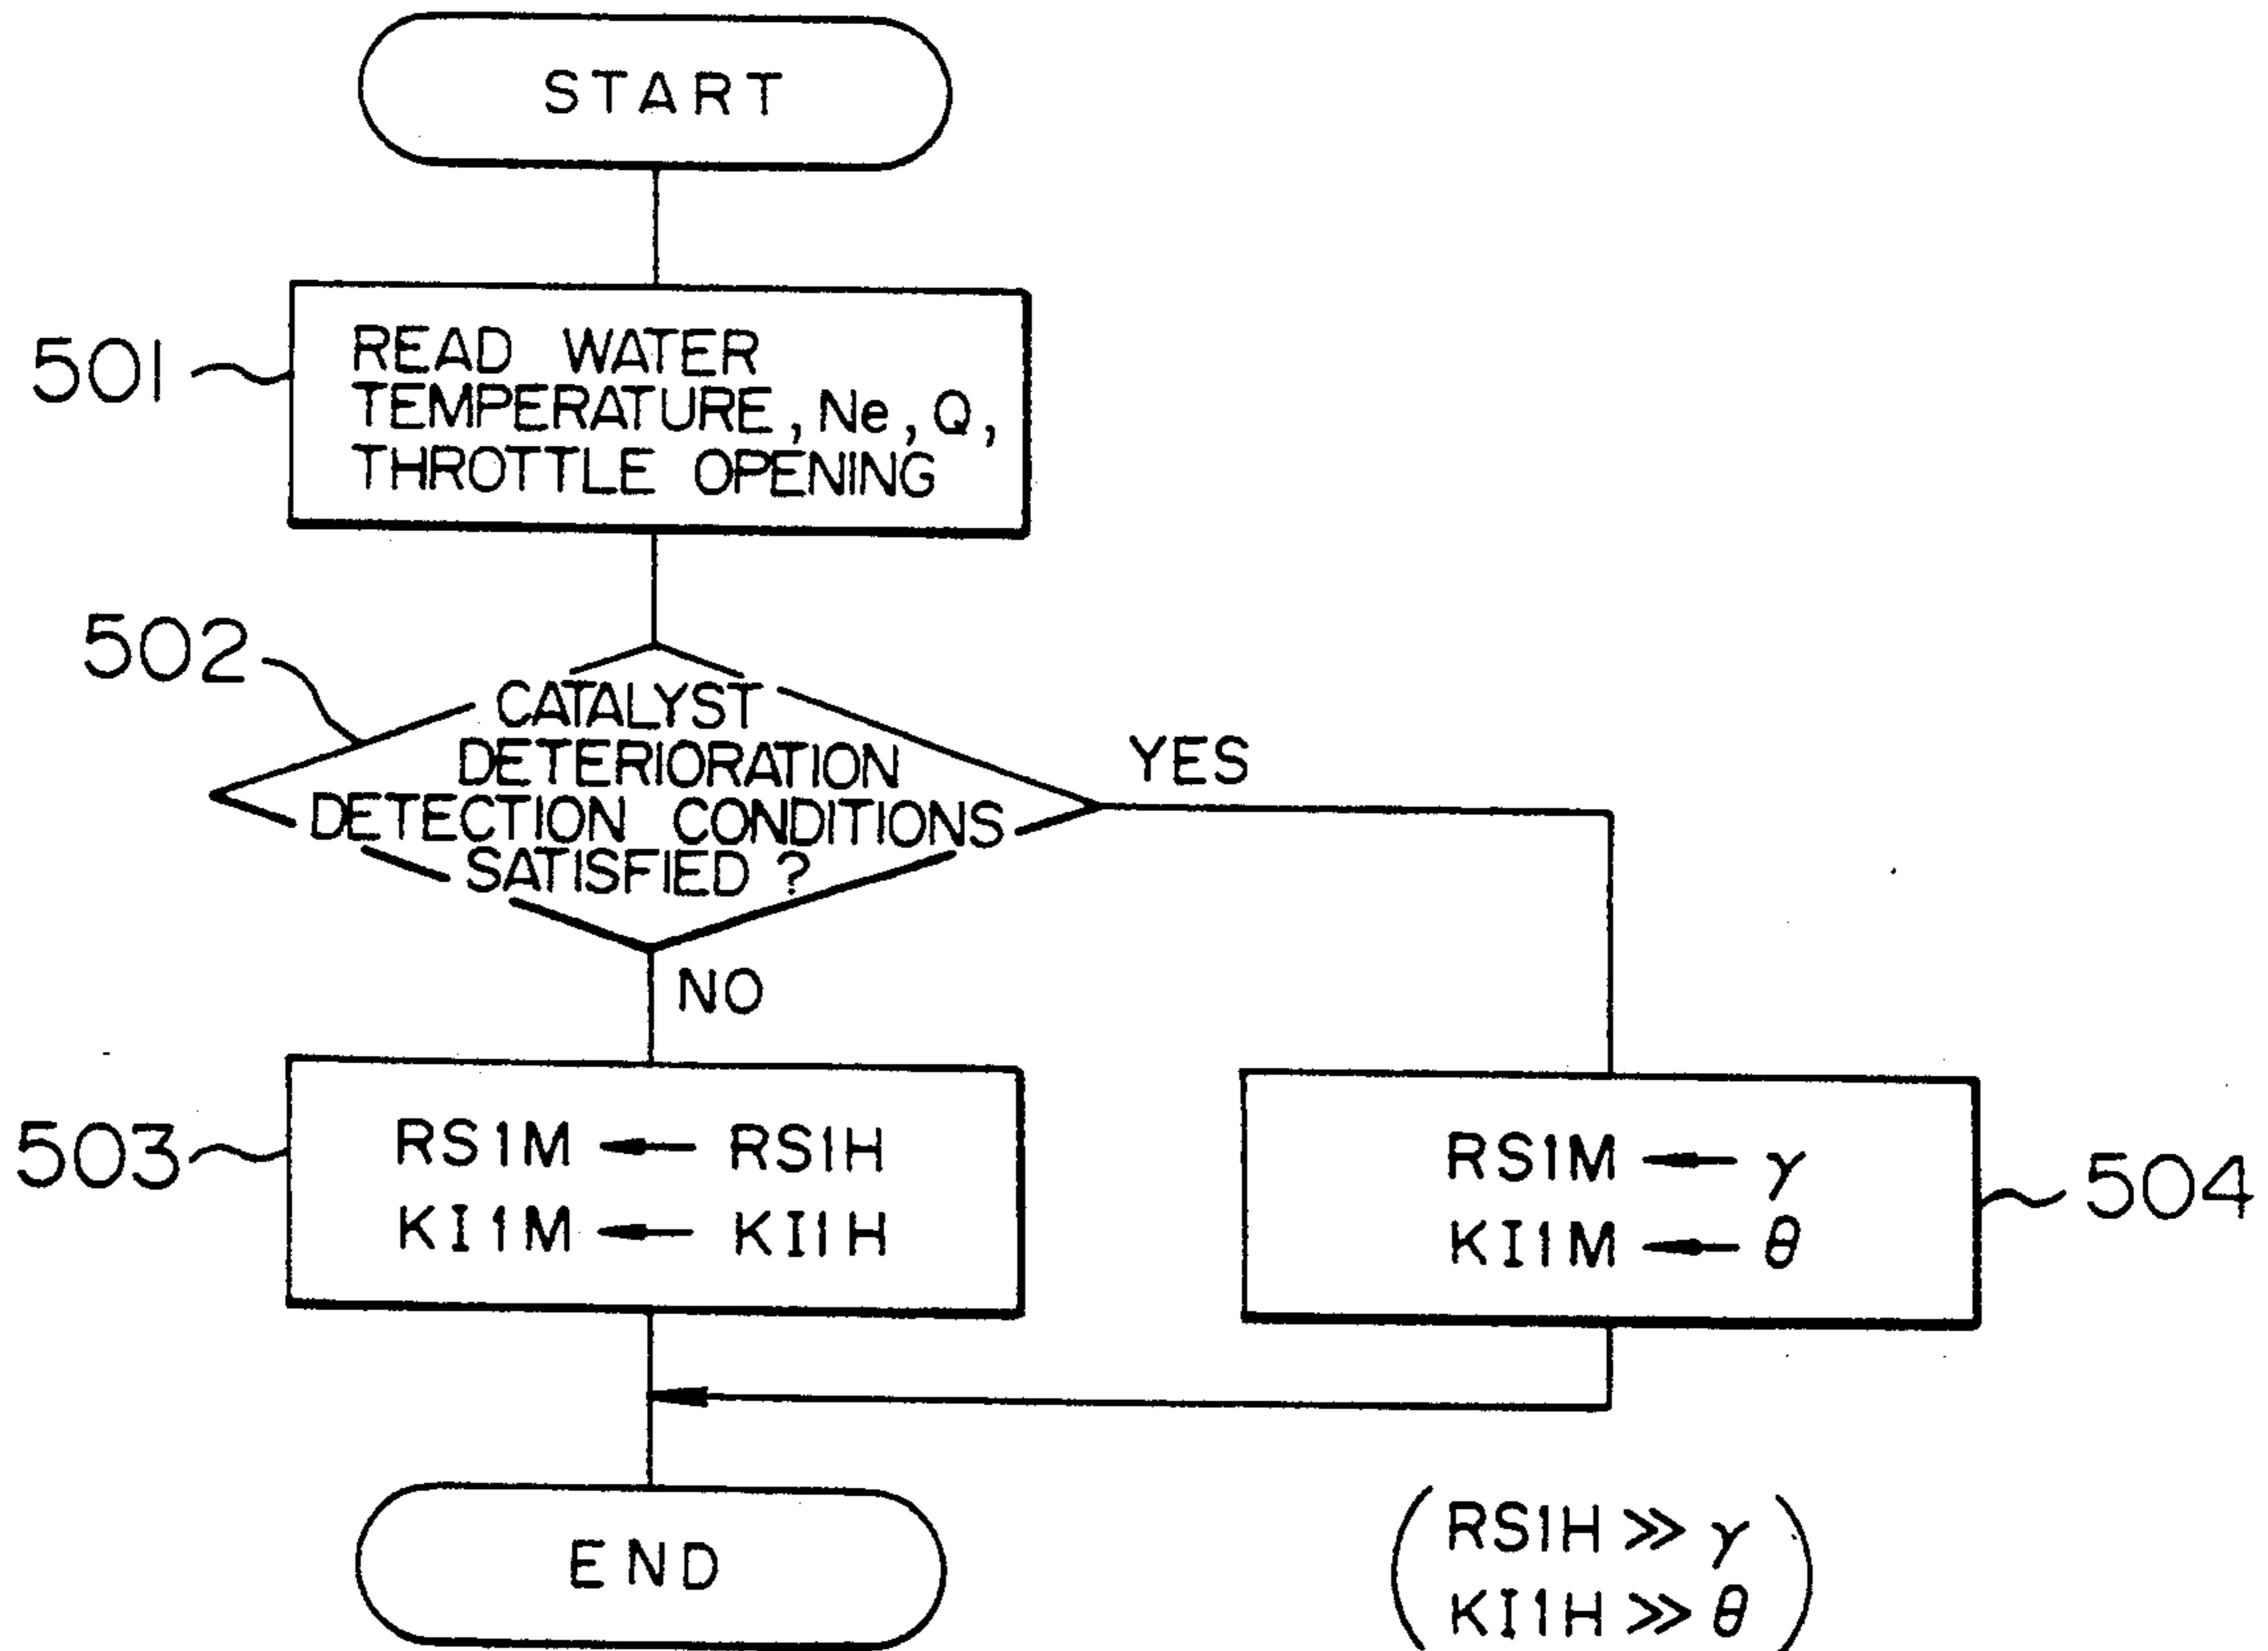 START
501
READ WATER
TEMPERATURE, Ne, Q,
THROTTLE OPENING
502
CATALYST
DETERIORATION
DETECTION CONDITIONS
SATISFIED ?
YES
NO
503
RS1M ← RS1H
KI1M ← KI1H
RS1M ← γ
KI1M ← θ
504
END
RS1H ≫ γ
KI1H ≫ θ